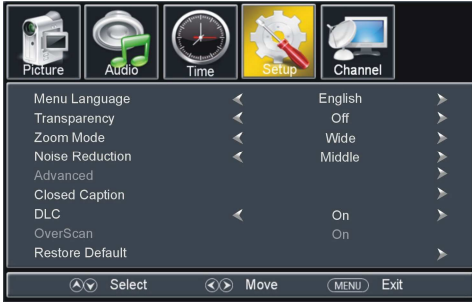 Picture Audio Time Setup Channel
Menu Language English
Transparency Off
Zoom Mode Wide
Noise Reduction Middle
Advanced
Closed Caption
DLC On
OverScan On
Restore Default
Select Move MENU Exit